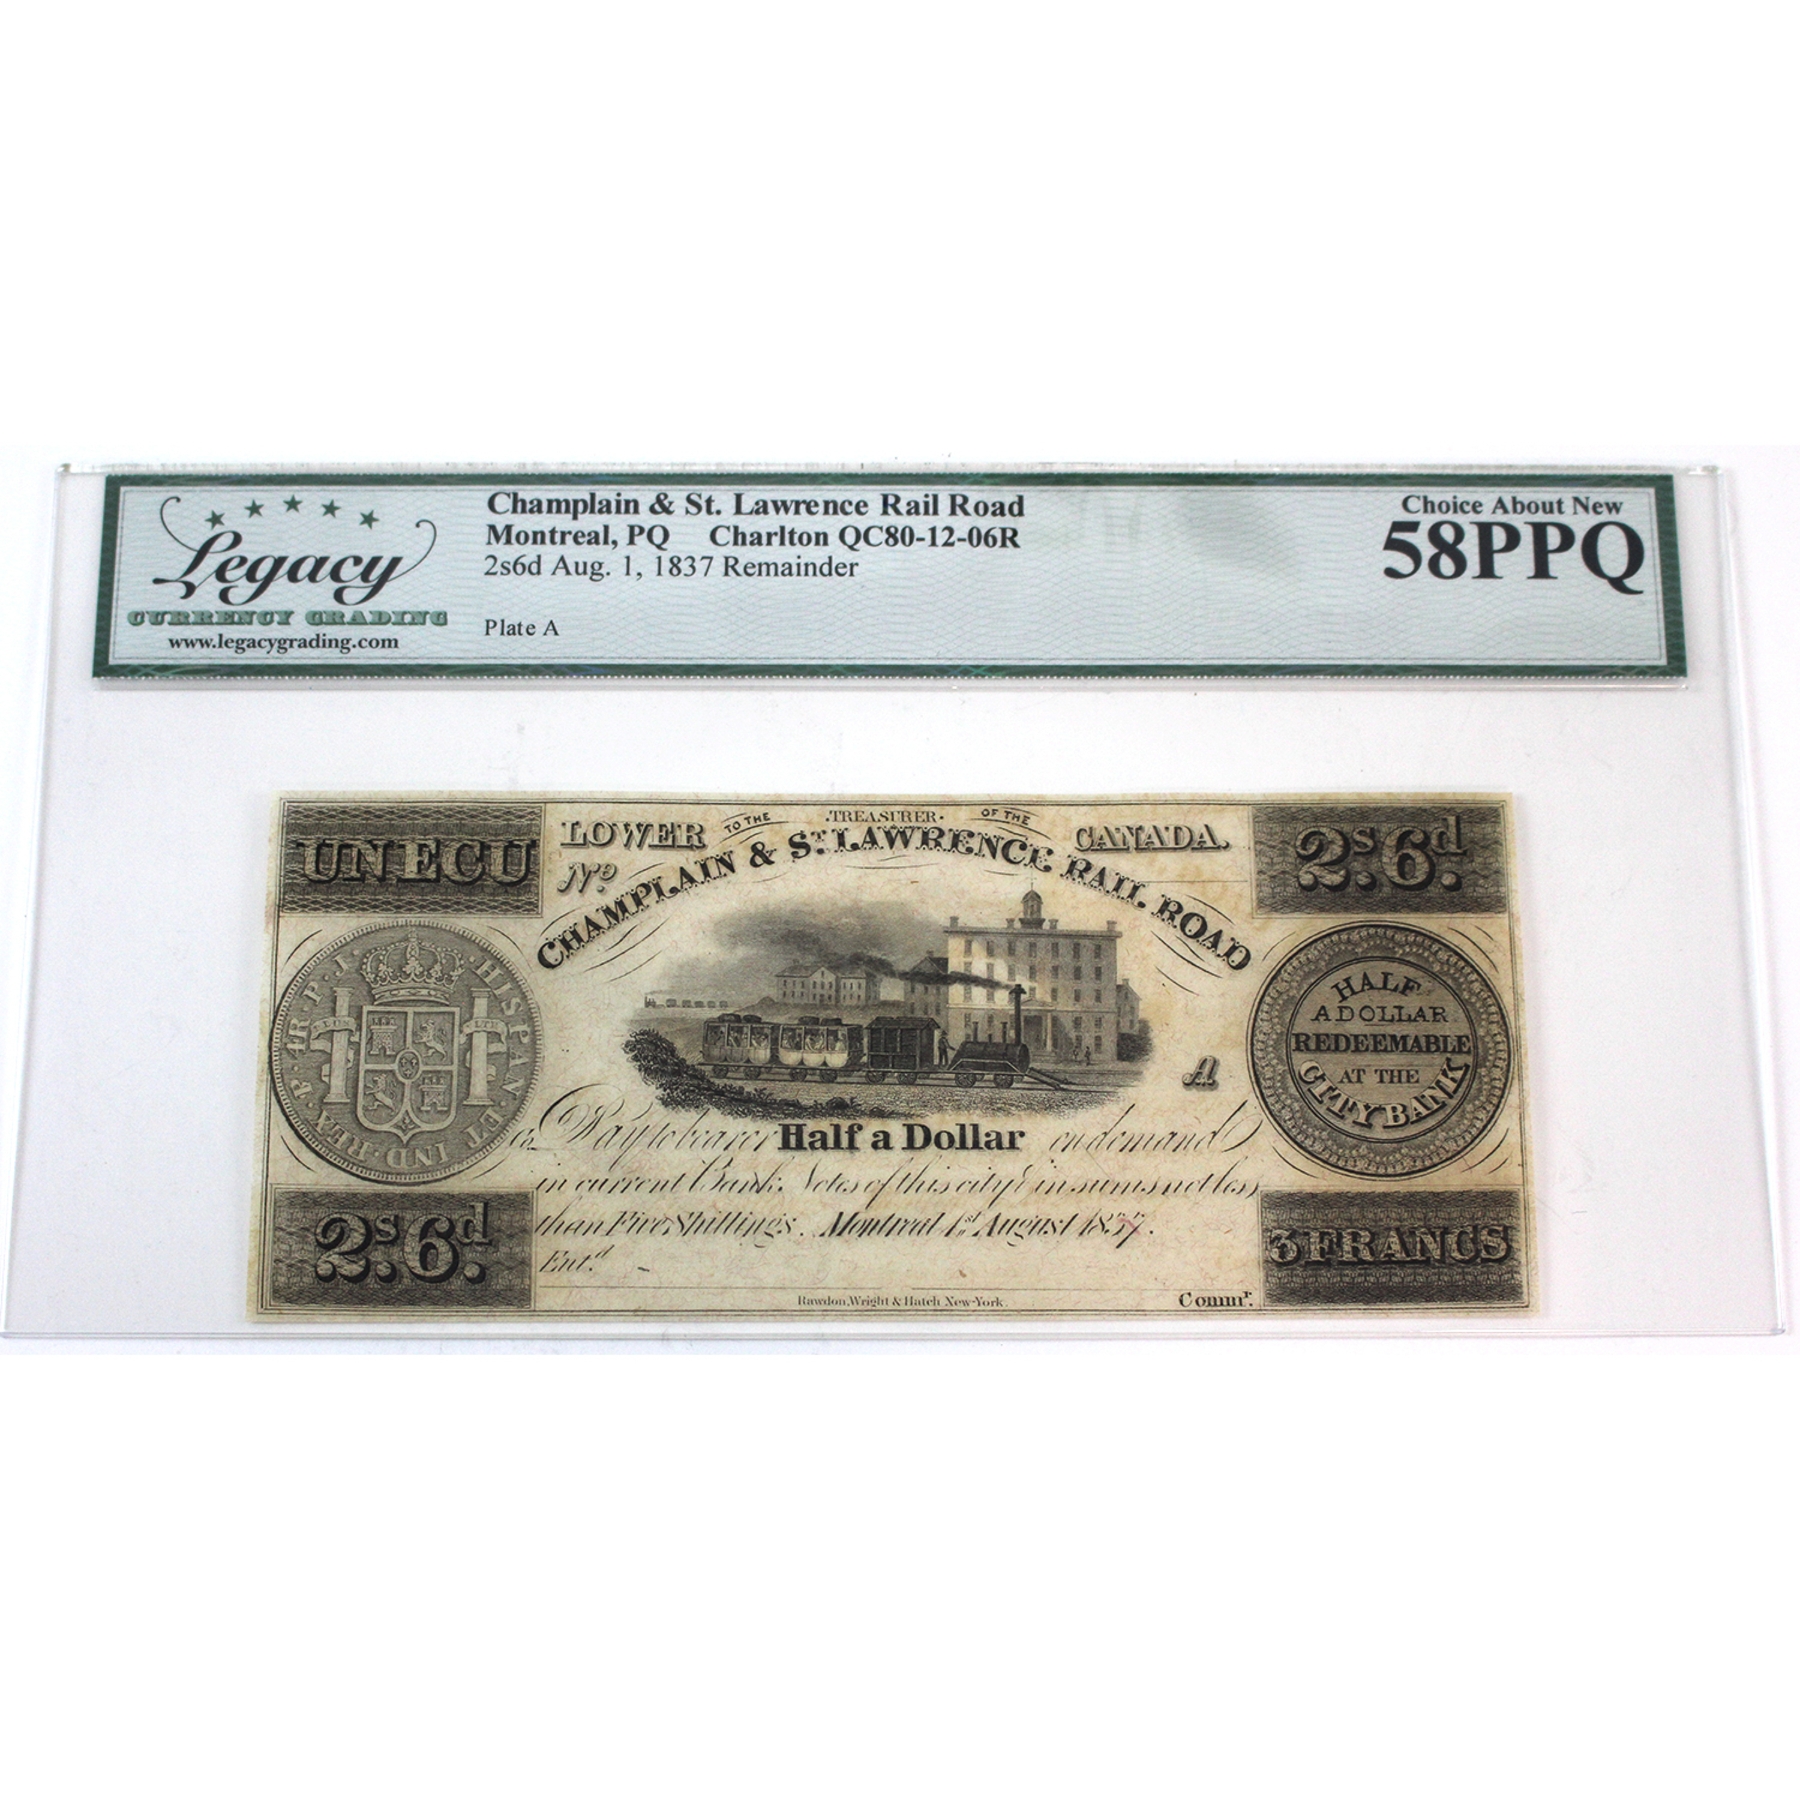 Legacy
CURRENCY GRADING
www.legacygrading.com
Champlain & St. Lawrence Rail Road
Montreal, PQ Charlton QC80-12-06R
2s6d Aug. 1, 1837 Remainder
Plate A
Choice About New
58PPQ
UN ECU
LOWER TO THE TREASURER OF THE CANADA.
2s.6d.
No.
CHAMPLAIN & ST. LAWRENCE RAIL ROAD
P.J. HISPAN.ET IND.REX.P.4R.
HALF
A DOLLAR
REDEEMABLE
AT THE
CITY BANK
A
Pay to bearer Half a Dollar on demand
in current Bank Notes of this city in sums not less
than Five Shillings. Montreal 1st August 1837.
2s.6d.
3 FRANCS
Entd.
Rawdon, Wright & Hatch New-York.
Commr.